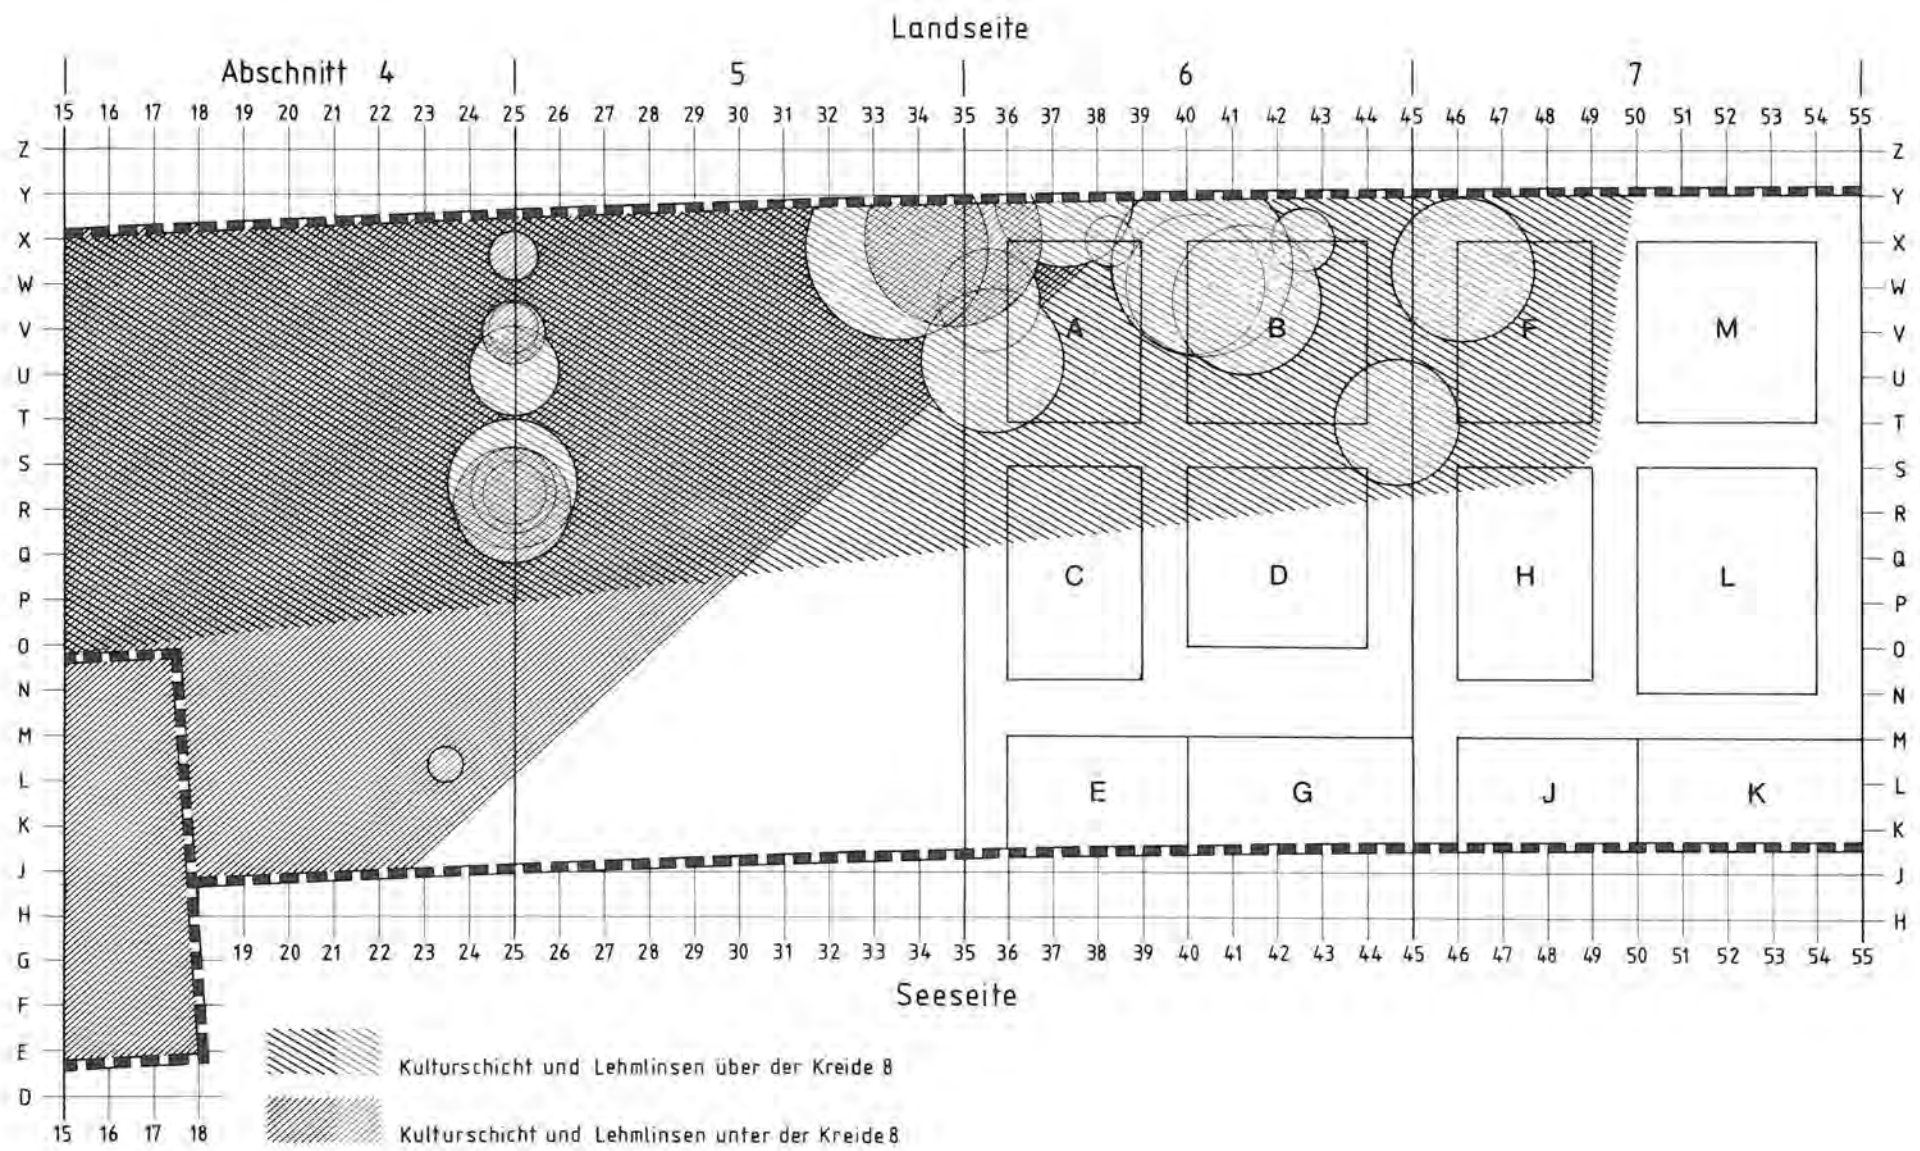 Landseite
Abschnitt 4 5 6 7
15 16 17 18 19 20 21 22 23 24 25 26 27 28 29 30 31 32 33 34 35 36 37 38 39 40 41 42 43 44 45 46 47 48 49 50 51 52 53 54 55
Z Z
Y Y
X X
W W
V A B F M V
U U
T T
S S
R R
Q Q
P C D H L P
O O
N N
M M
L E G J K L
K K
J J
H H
G 19 20 21 22 23 24 25 26 27 28 29 30 31 32 33 34 35 36 37 38 39 40 41 42 43 44 45 46 47 48 49 50 51 52 53 54 55
Seeseite
F
E
Kulturschicht und Lehmlinsen über der Kreide 8
D
15 16 17 18
Kulturschicht und Lehmlinsen unter der Kreide 8